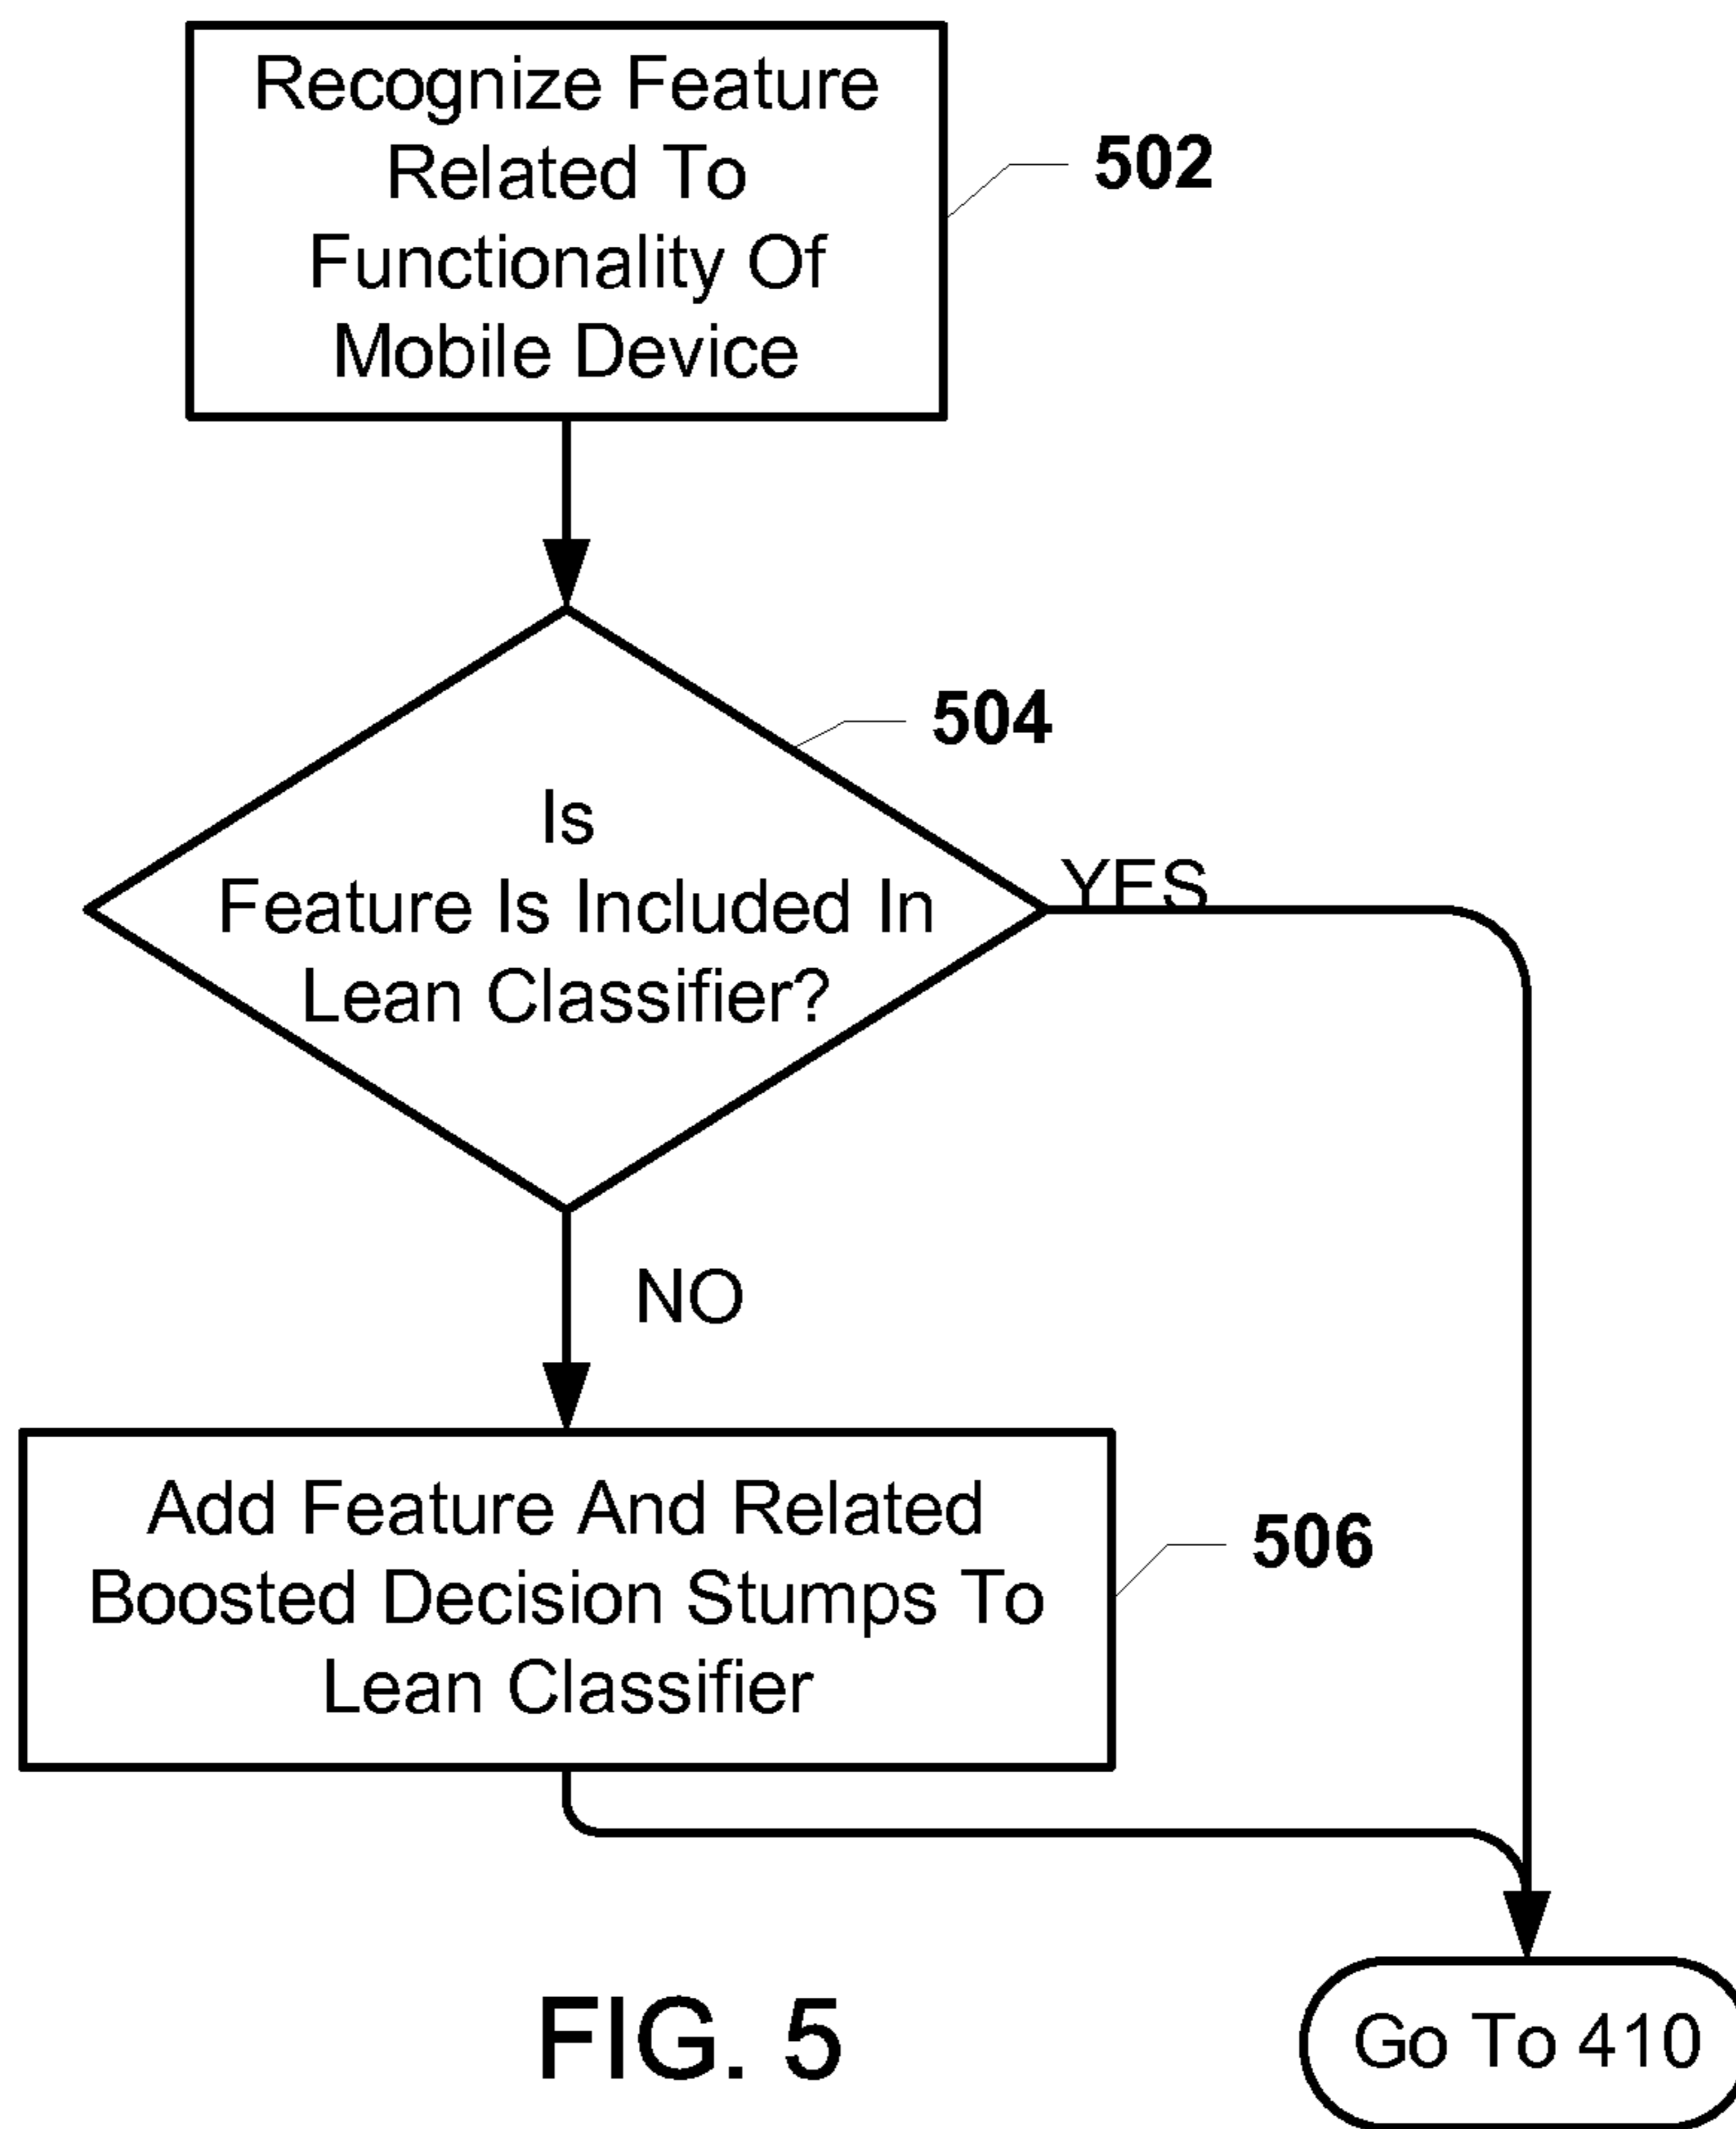 Recognize Feature
Related To
Functionality Of
Mobile Device
502
504
Is
Feature Is Included In
Lean Classifier?
YES
NO
Add Feature And Related
Boosted Decision Stumps To
Lean Classifier
506
FIG. 5
Go To 410